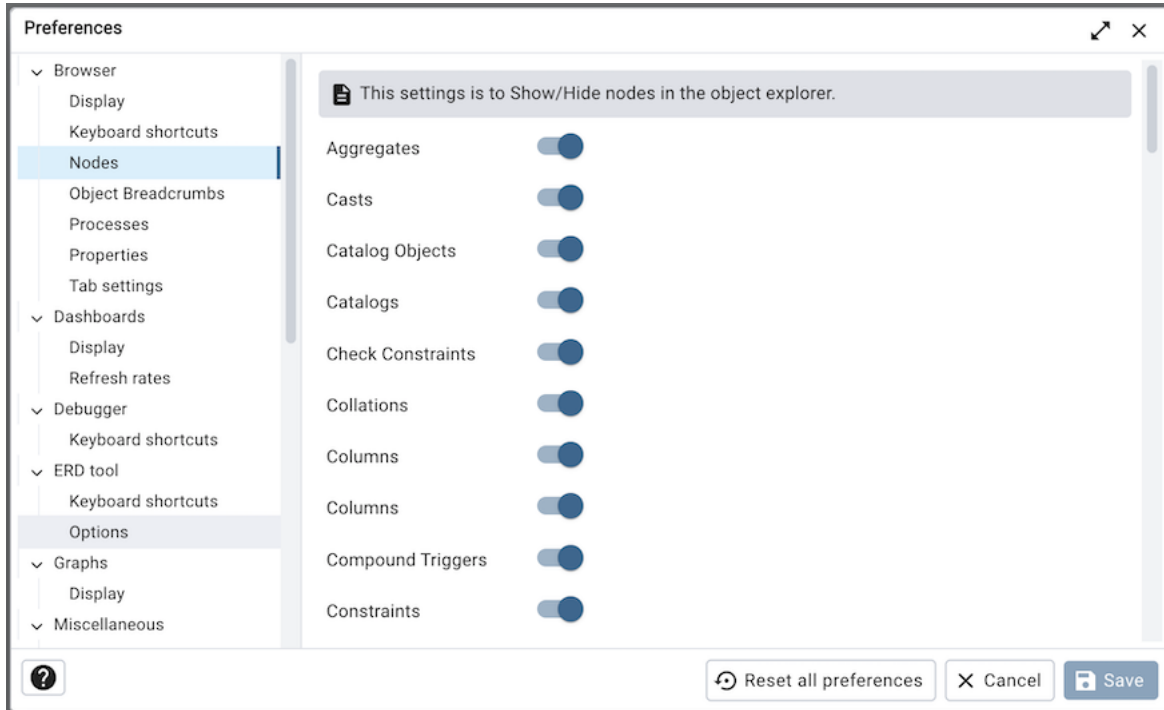 Preferences
Browser
Display
Keyboard shortcuts
Nodes
Object Breadcrumbs
Processes
Properties
Tab settings
Dashboards
Display
Refresh rates
Debugger
Keyboard shortcuts
ERD tool
Keyboard shortcuts
Options
Graphs
Display
Miscellaneous
This settings is to Show/Hide nodes in the object explorer.
Aggregates
Casts
Catalog Objects
Catalogs
Check Constraints
Collations
Columns
Columns
Compound Triggers
Constraints
?
Reset all preferences
Cancel
Save